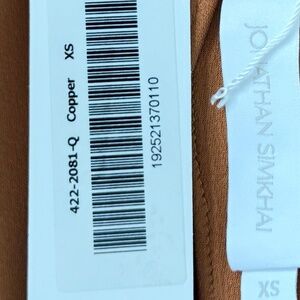 422-2081-Q Copper XS
192521370110
JONATHAN SIMKHAI
XS